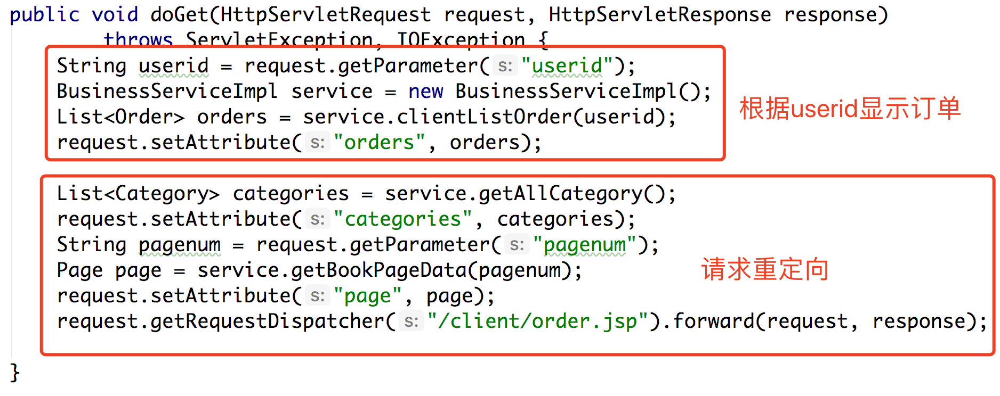 public void doGet(HttpServletRequest request, HttpServletResponse response)
throws ServletException, IOException {
String userid = request.getParameter( s: "userid");
BusinessServiceImpl service = new BusinessServiceImpl();
List<Order> orders = service.clientListOrder(userid);
request.setAttribute( s: "orders", orders);
根据userid显示订单
List<Category> categories = service.getAllCategory();
request.setAttribute( s: "categories", categories);
String pagenum = request.getParameter( s: "pagenum");
Page page = service.getBookPageData(pagenum);
request.setAttribute( s: "page", page);
request.getRequestDispatcher( s: "/client/order.jsp").forward(request, response);
请求重定向
}